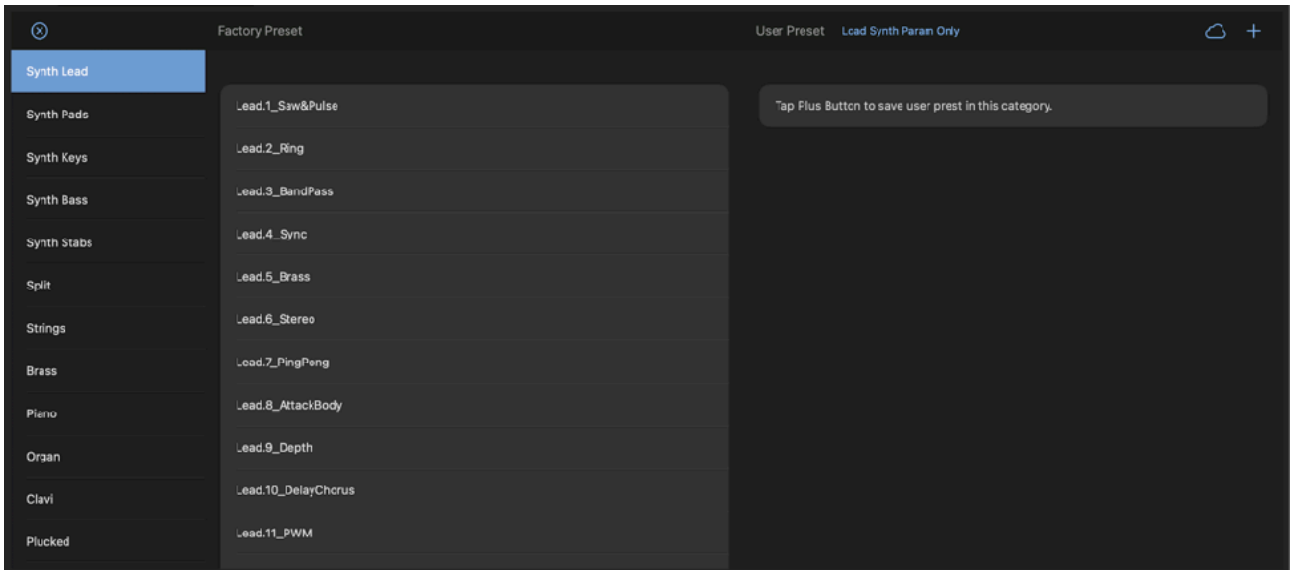 Factory Preset
User Preset Load Synth Param Only
Synth Lead
Synth Pads
Synth Keys
Synth Bass
Synth Stabs
Split
Strings
Brass
Piano
Organ
Clavi
Plucked
Lead.1_Saw&Pulse
Lead.2_Ring
Lead.3_BandPass
Lead.4_Sync
Lead.5_Brass
Lead.6_Stereo
Lead.7_PingPong
Lead.8_AttackBody
Lead.9_Depth
Lead.10_DelayChorus
Lead.11_PWM
Tap Plus Button to save user prest in this category.